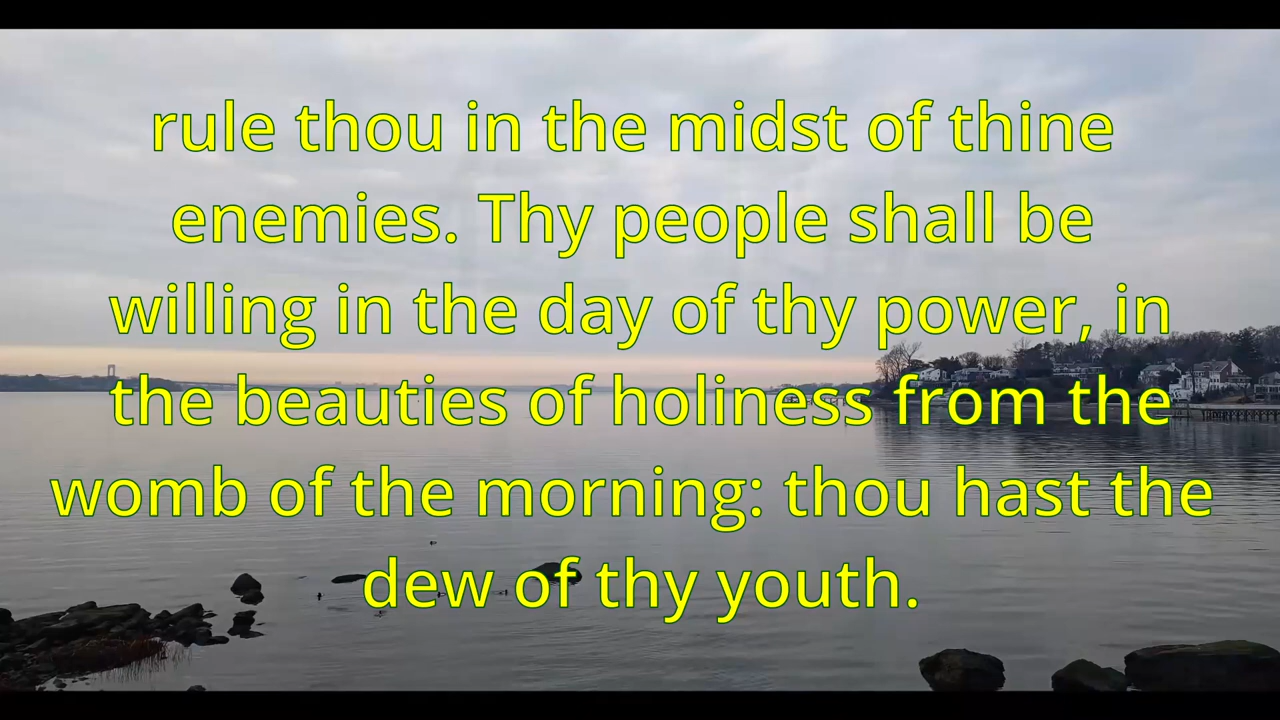 rule thou in the midst of thine
enemies. Thy people shall be
willing in the day of thy power, in
the beauties of holiness from the
womb of the morning: thou hast the
dew of thy youth.